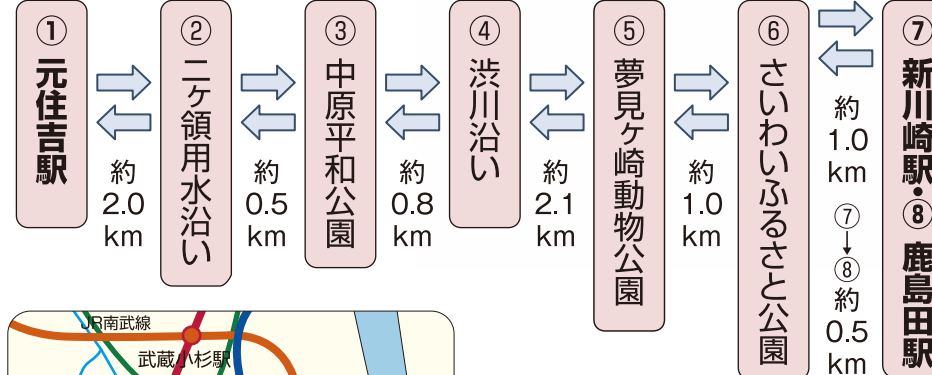 ①
元住吉駅
約
2.0
km
②
二ヶ領用水沿い
約
0.5
km
③
中原平和公園
約
0.8
km
④
渋川沿い
約
2.1
km
⑤
夢見ヶ崎動物公園
約
1.0
km
⑥
さいわいふるさと公園
約
1.0
km
⑦
↓
⑧
約
0.5
km
⑦新川崎駅・⑧鹿島田駅
JR南武線
武蔵小杉駅